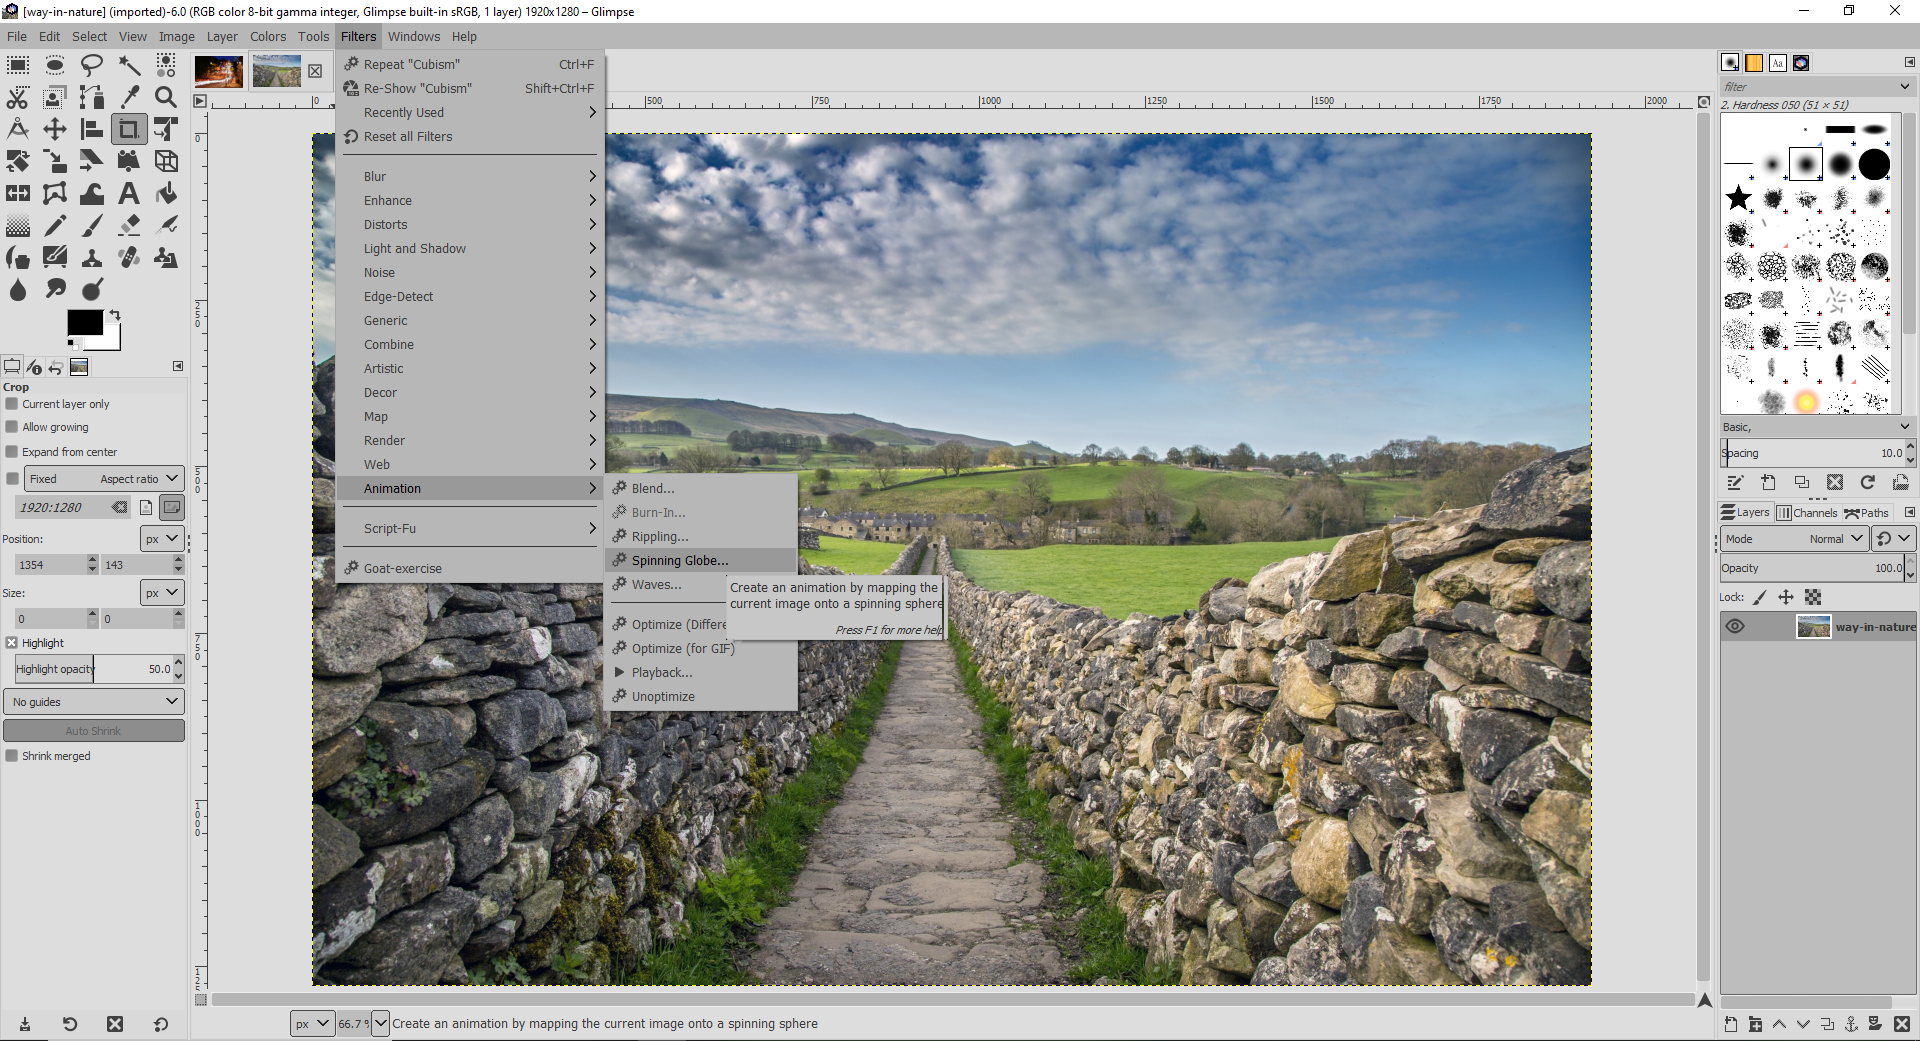 [way-in-nature] (imported)-6.0 (RGB color 8-bit gamma integer, Glimpse built-in sRGB, 1 layer) 1920x1280 – Glimpse
File Edit Select View Image Layer Colors Tools Filters Windows Help
Repeat "Cubism" Ctrl+F
Re-Show "Cubism" Shift+Ctrl+F
Recently Used
Reset all Filters
Blur
Enhance
Distorts
Light and Shadow
Noise
Edge-Detect
Generic
Combine
Artistic
Decor
Map
Render
Web
Animation
Script-Fu
Goat-exercise
Blend...
Burn-In...
Rippling...
Spinning Globe...
Waves...
Optimize (Differe
Optimize (for GIF)
Playback...
Unoptimize
Create an animation by mapping the
current image onto a spinning sphere
Press F1 for more help
0 500 750 1000 1250 1500 1750 2000
0
250
500
750
1000
125
Crop
Current layer only
Allow growing
Expand from center
Fixed Aspect ratio
1920:1280
Position: px
1354 143
Size: px
0 0
Highlight
Highlight opacity 50.0
No guides
Auto Shrink
Shrink merged
px 66.7 % Create an animation by mapping the current image onto a spinning sphere
Aa
filter
2. Hardness 050 (51 × 51)
Basic,
Spacing 10.0
Layers Channels Paths
Mode Normal
Opacity 100.0
Lock:
way-in-nature